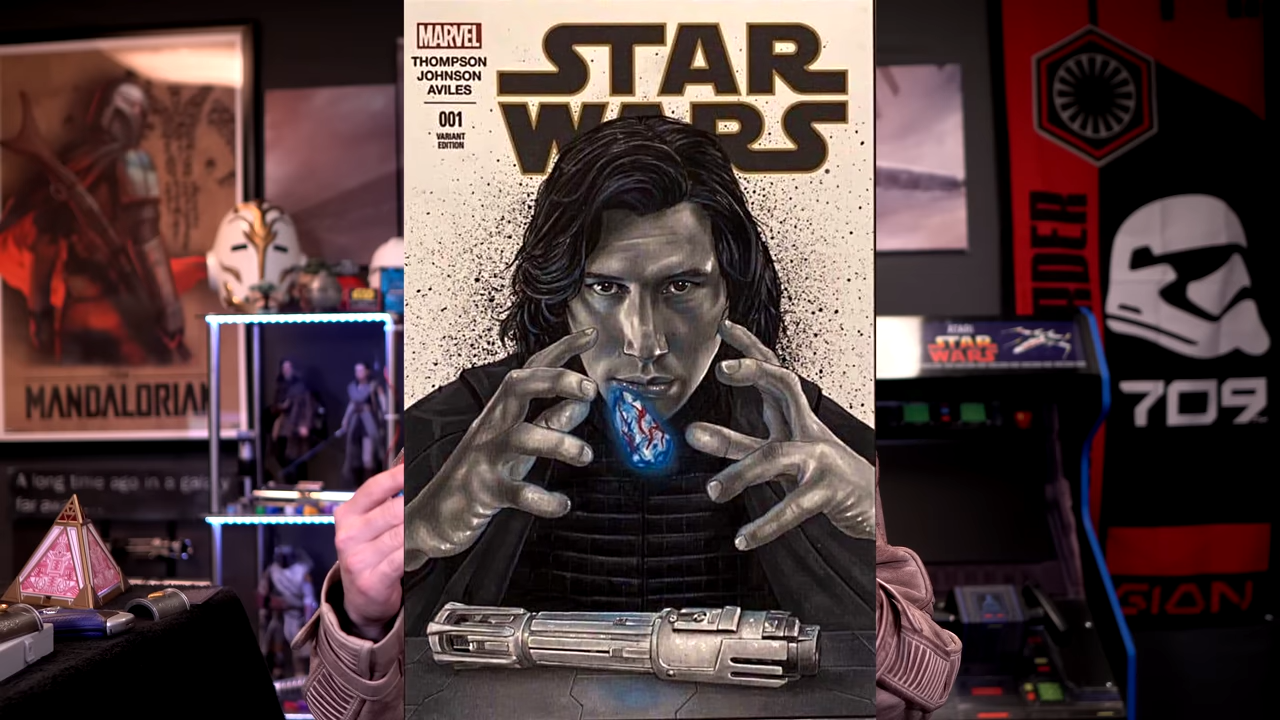 MARVEL
THOMPSON
JOHNSON
AVILES
001
VARIANT
EDITION
STAR
WARS
MANDALORIAN
A long time ago in a galaxy
far away...
ATARI
STAR
WARS
709